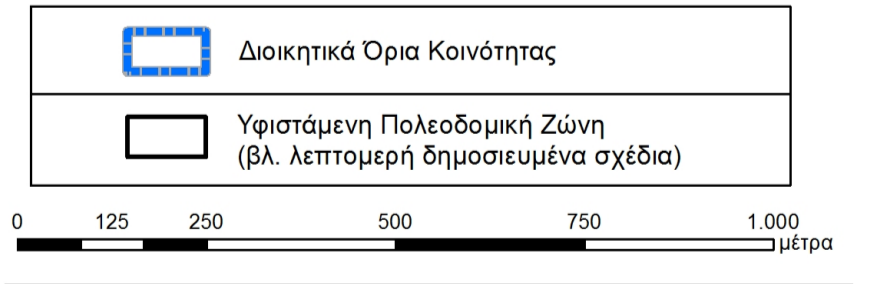 Διοικητικά Όρια Κοινότητας
Υφιστάμενη Πολεοδομική Ζώνη
(βλ. λεπτομερή δημοσιευμένα σχέδια)
0 125 250 500 750 1.000
μέτρα